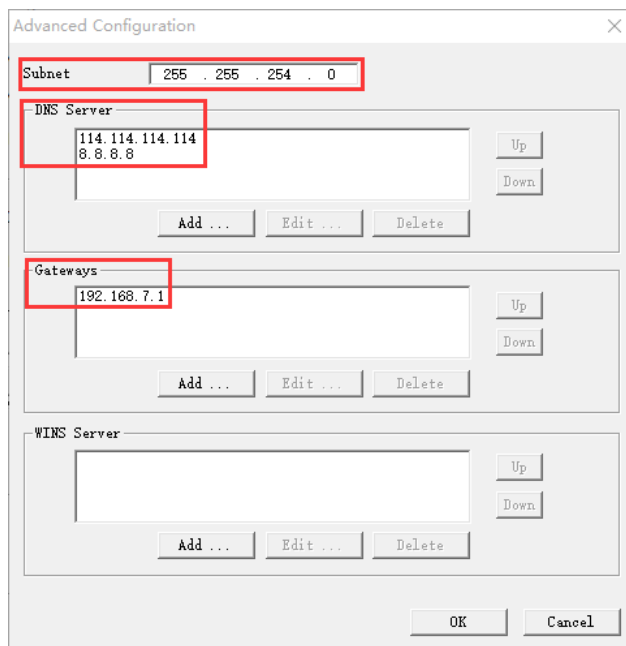 Advanced Configuration
Subnet 255 . 255 . 254 . 0
DNS Server
114.114.114.114
8.8.8.8
Up
Down
Add ... Edit ... Delete
Gateways
192.168.7.1
Up
Down
Add ... Edit ... Delete
WINS Server
Up
Down
Add ... Edit ... Delete
OK Cancel